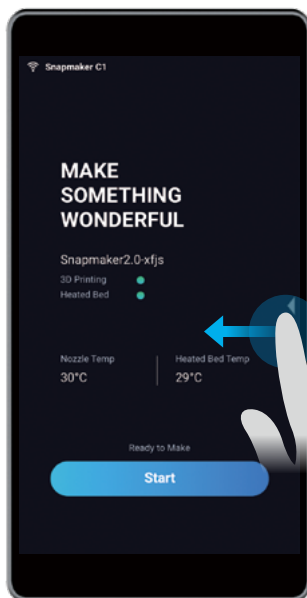 Snapmaker C1
MAKE
SOMETHING
WONDERFUL
Snapmaker2.0-xfjs
3D Printing
Heated Bed
Nozzle Temp
30°C
Heated Bed Temp
29°C
Ready to Make
Start